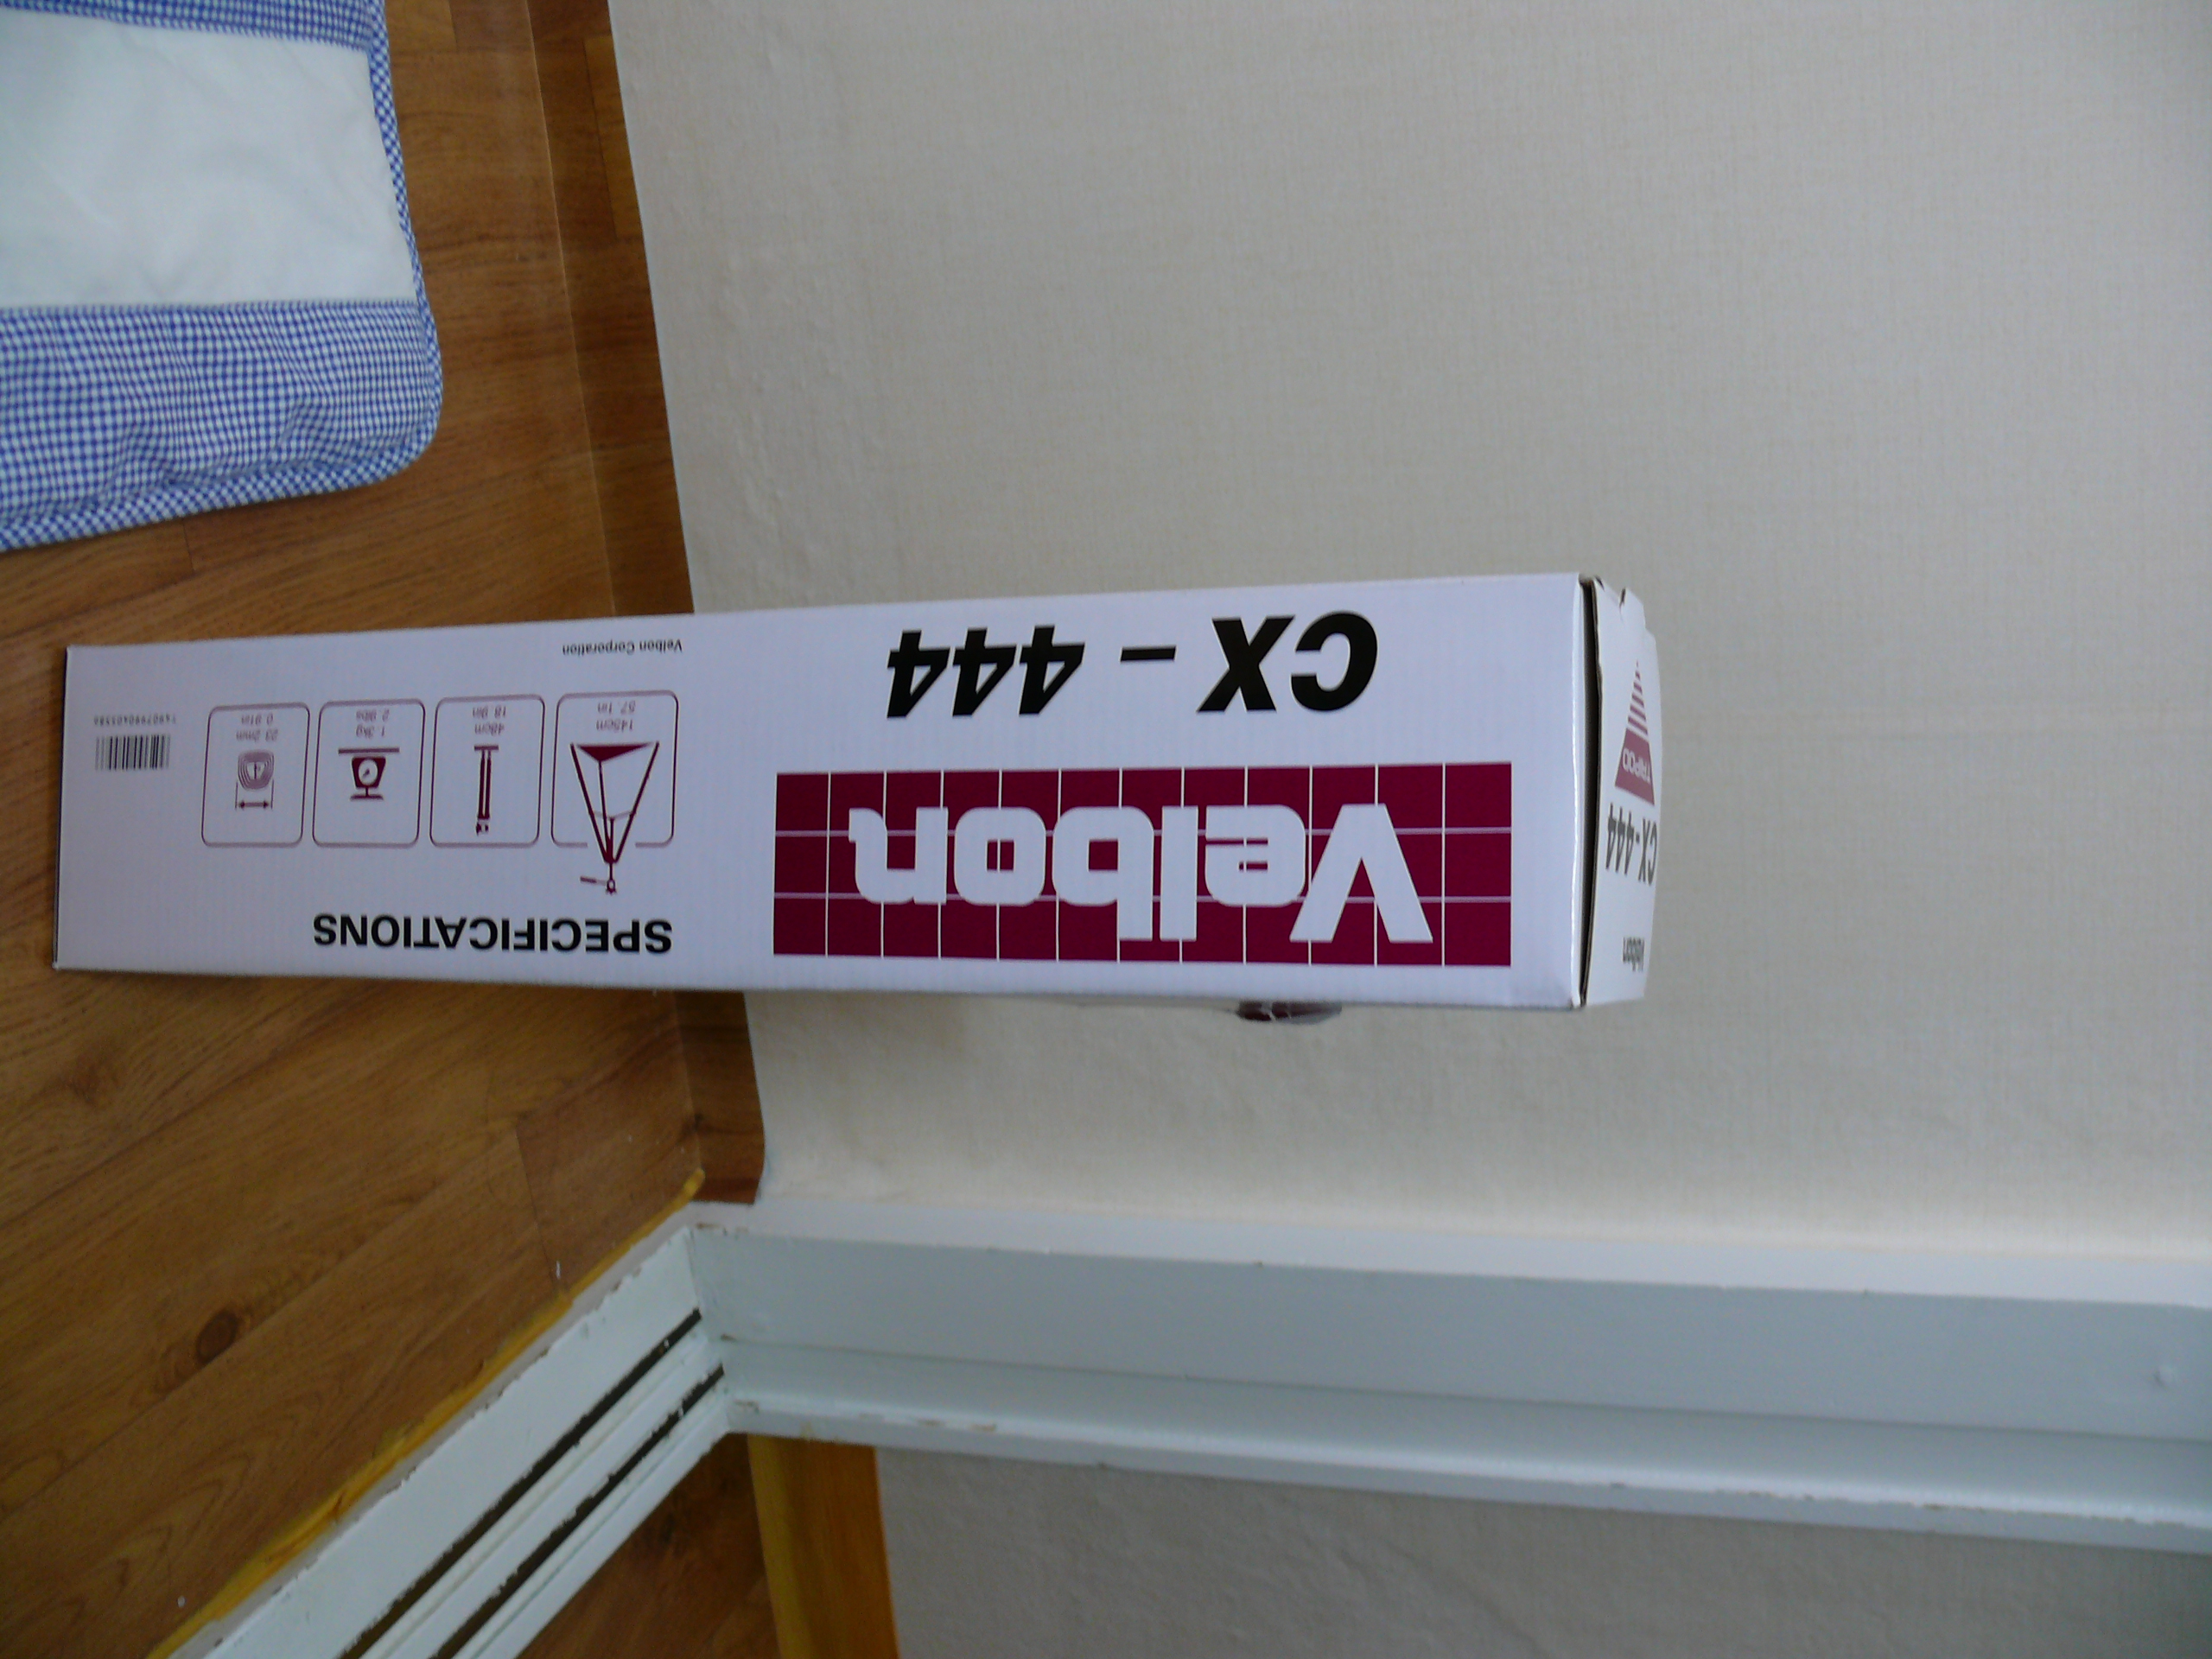 Velbon
CX-444
SPECIFICATIONS
145cm
57.1in
48cm
18.9in
1.3kg
2.9lbs
23.2mm
0.91in
Velbon Corporation
Velbon
CX-444
TRIPOD